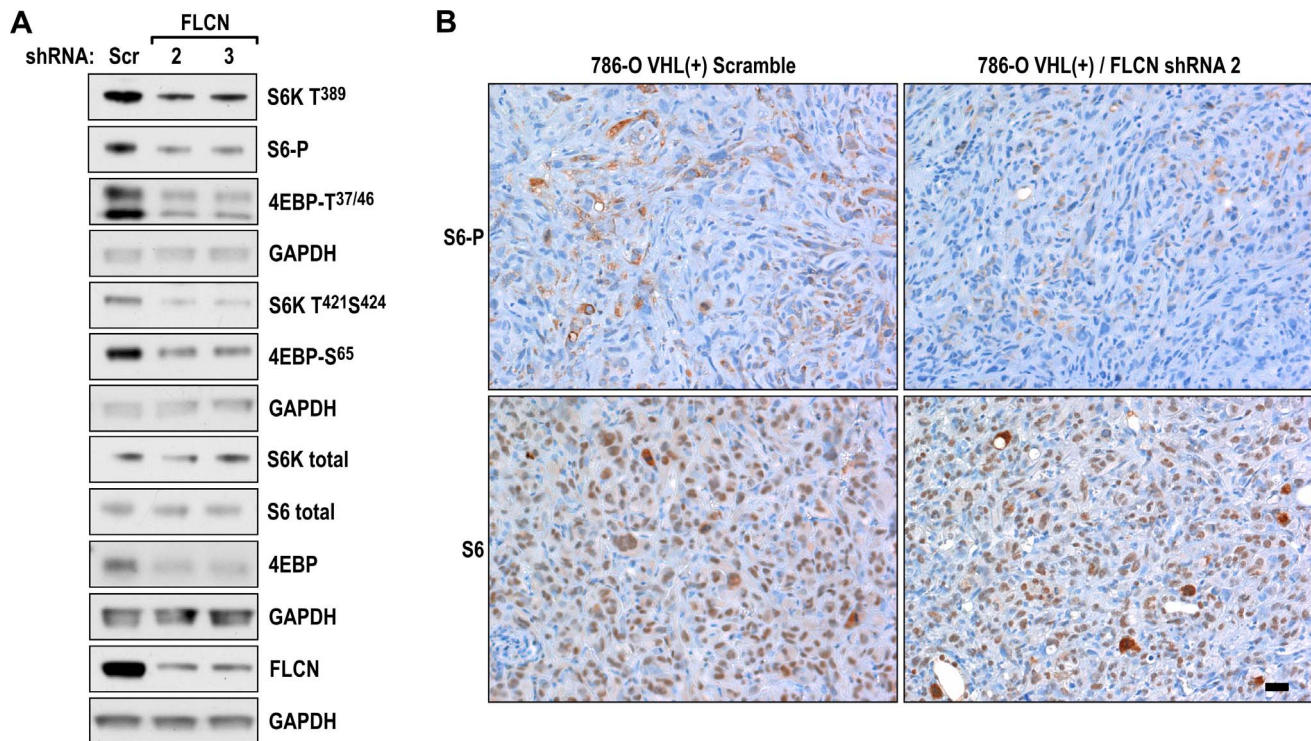 A
FLCN
shRNA: Scr 2 3
S6K T389
S6-P
4EBP-T37/46
GAPDH
S6K T421S424
4EBP-S65
GAPDH
S6K total
S6 total
4EBP
GAPDH
FLCN
GAPDH
B
786-O VHL(+) Scramble
786-O VHL(+) / FLCN shRNA 2
S6-P
S6